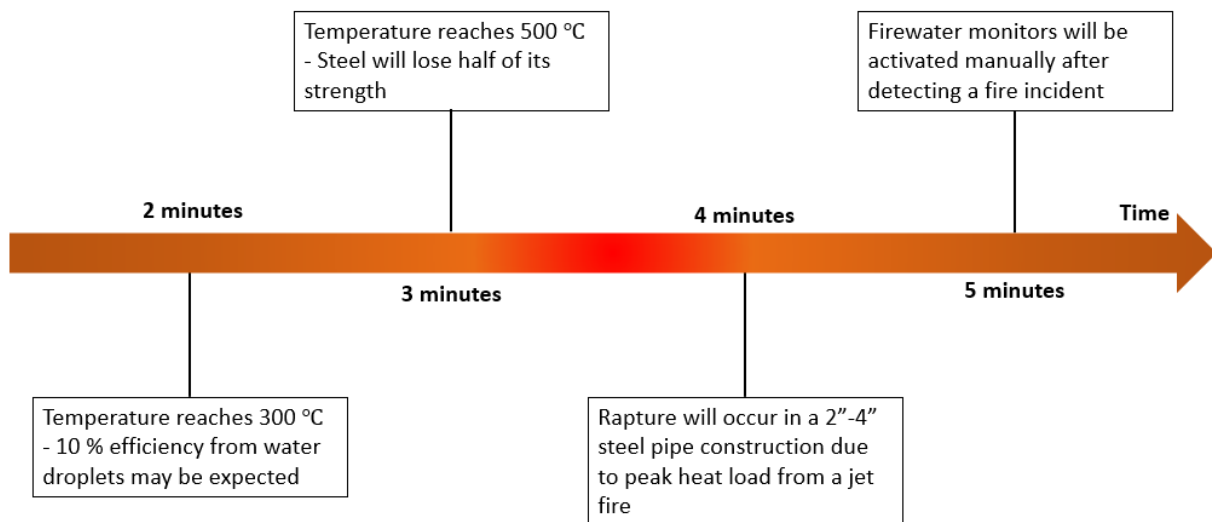 Temperature reaches 500 °C
- Steel will lose half of its
strength
Firewater monitors will be
activated manually after
detecting a fire incident
2 minutes
4 minutes
Time
3 minutes
5 minutes
Temperature reaches 300 °C
- 10 % efficiency from water
droplets may be expected
Rapture will occur in a 2”-4”
steel pipe construction due
to peak heat load from a jet
fire